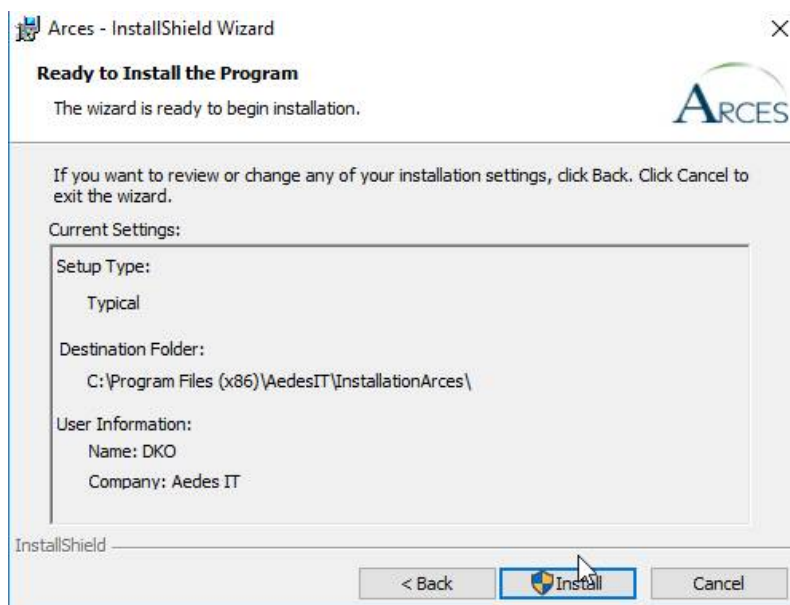 Arces - InstallShield Wizard
Ready to Install the Program
The wizard is ready to begin installation.
ARCES
If you want to review or change any of your installation settings, click Back. Click Cancel to
exit the wizard.
Current Settings:
Setup Type:
Typical
Destination Folder:
C:\Program Files (x86)\AedesIT\InstallationArces\
User Information:
Name: DKO
Company: Aedes IT
InstallShield
< Back
Install
Cancel